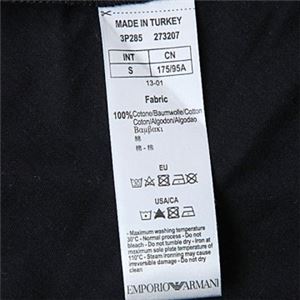 MADE IN TURKEY
3P285 273207
INT CN
S 175/95A
13-01
Fabric
100%Cotone/Baumwolle/Cotton
Coton/Algodon/Algodao
Βαμβακι
棉
棉 - 棉
EU
USA/CA
- Maximum washing temperature
30°C - Normal process - Do not
bleach - Do not tumble dry - Iron at
maximum sole-plate temperature of
110°C - Steam ironing may cause
irreversible damage - Do not dry
clean
EMPORIO ARMANI